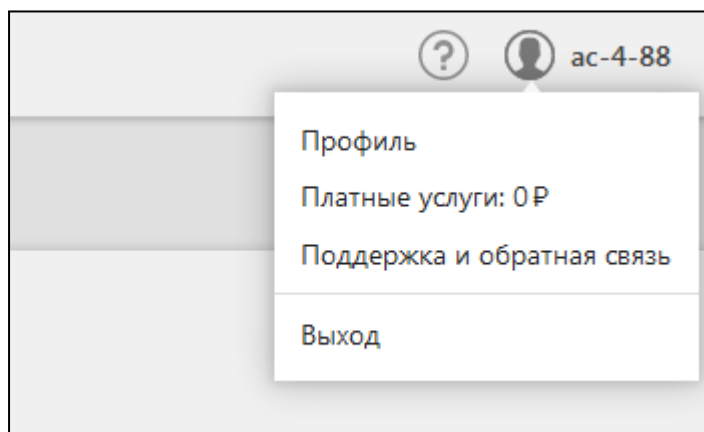 ? ac-4-88
Профиль
Платные услуги: 0 ₽
Поддержка и обратная связь
Выход